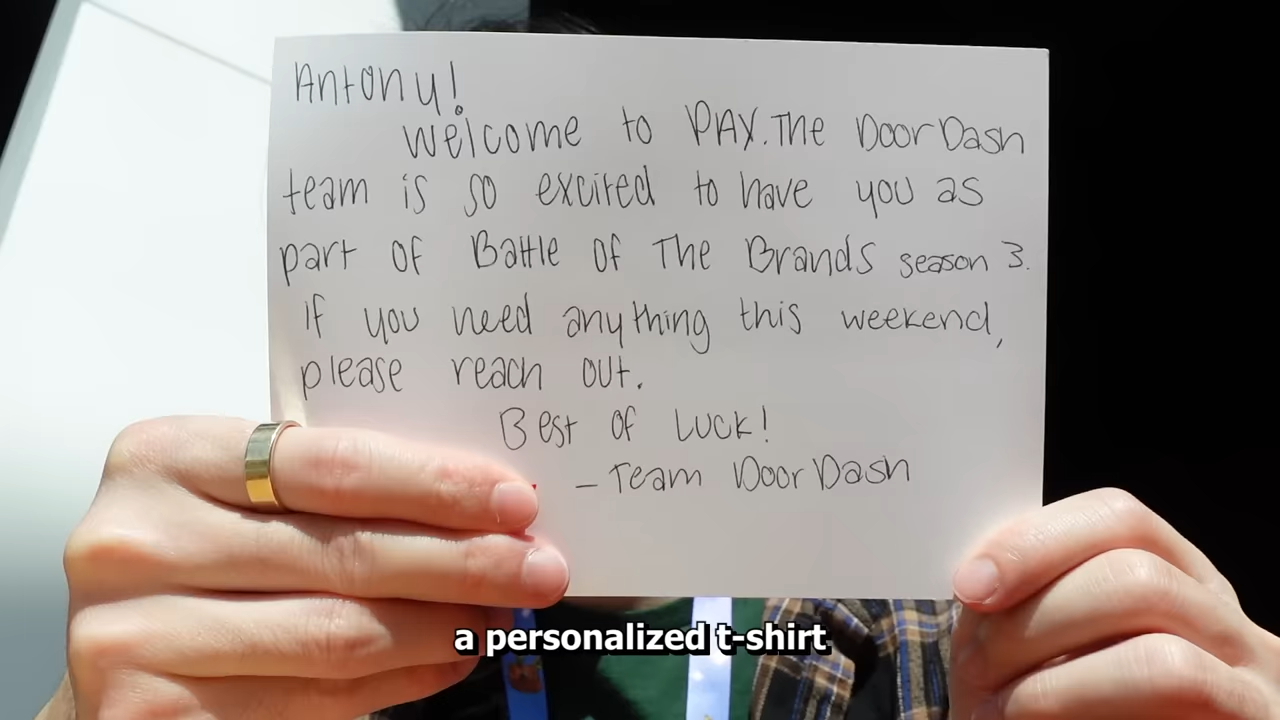 Antony!
Welcome to PAX. The DoorDash
team is so excited to have you as
part of Battle of The Brands season 3.
If you need anything this weekend,
please reach out.
Best of Luck!
- Team DoorDash
a personalized t-shirt